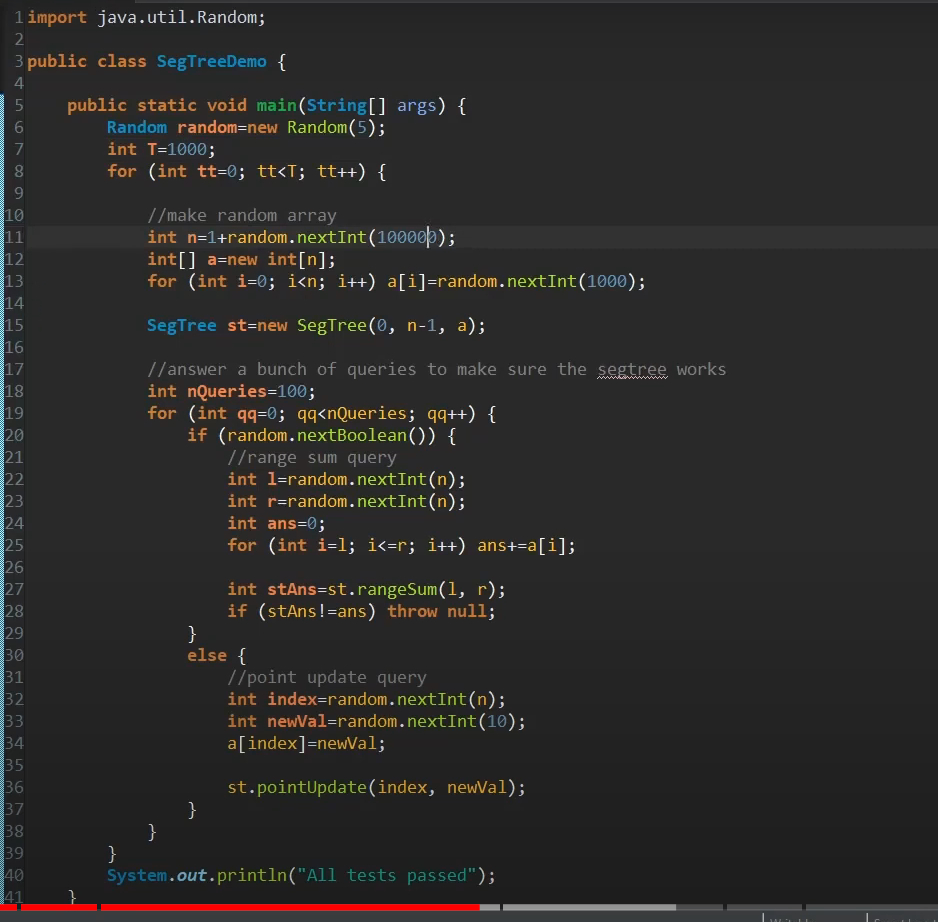 1 import java.util.Random;
2
3 public class SegTreeDemo {
4
5     public static void main(String[] args) {
6         Random random=new Random(5);
7         int T=1000;
8         for (int tt=0; tt<T; tt++) {
9
10             //make random array
11             int n=1+random.nextInt(100000);
12             int[] a=new int[n];
13             for (int i=0; i<n; i++) a[i]=random.nextInt(1000);
14
15             SegTree st=new SegTree(0, n-1, a);
16
17             //answer a bunch of queries to make sure the segtree works
18             int nQueries=100;
19             for (int qq=0; qq<nQueries; qq++) {
20                 if (random.nextBoolean()) {
21                     //range sum query
22                     int l=random.nextInt(n);
23                     int r=random.nextInt(n);
24                     int ans=0;
25                     for (int i=l; i<=r; i++) ans+=a[i];
26
27                     int stAns=st.rangeSum(l, r);
28                     if (stAns!=ans) throw null;
29                 }
30                 else {
31                     //point update query
32                     int index=random.nextInt(n);
33                     int newVal=random.nextInt(10);
34                     a[index]=newVal;
35
36                     st.pointUpdate(index, newVal);
37                 }
38             }
39         }
40         System.out.println("All tests passed");
41     }